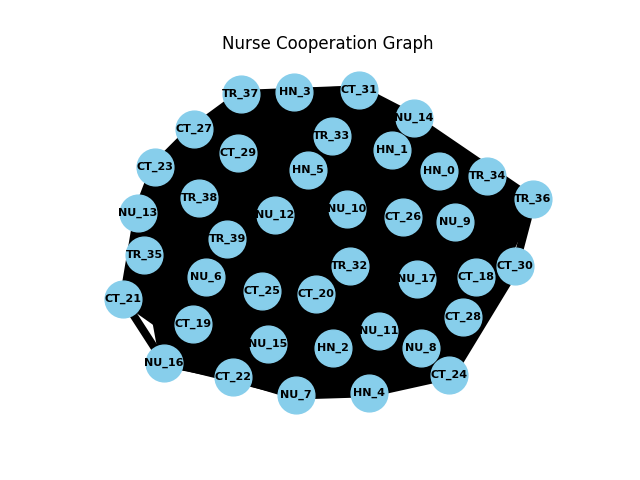 Nurse Cooperation Graph
TR_37
HN_3
CT_31
NU_14
CT_27
TR_33
CT_29
HN_1
CT_23
HN_5
HN_0
TR_34
TR_38
TR_36
NU_13
NU_12
NU_10
CT_26
NU_9
TR_39
TR_35
TR_32
CT_30
NU_6
NU_17
CT_18
CT_25
CT_20
CT_21
CT_28
CT_19
NU_11
NU_15
HN_2
NU_8
NU_16
CT_22
CT_24
NU_7
HN_4